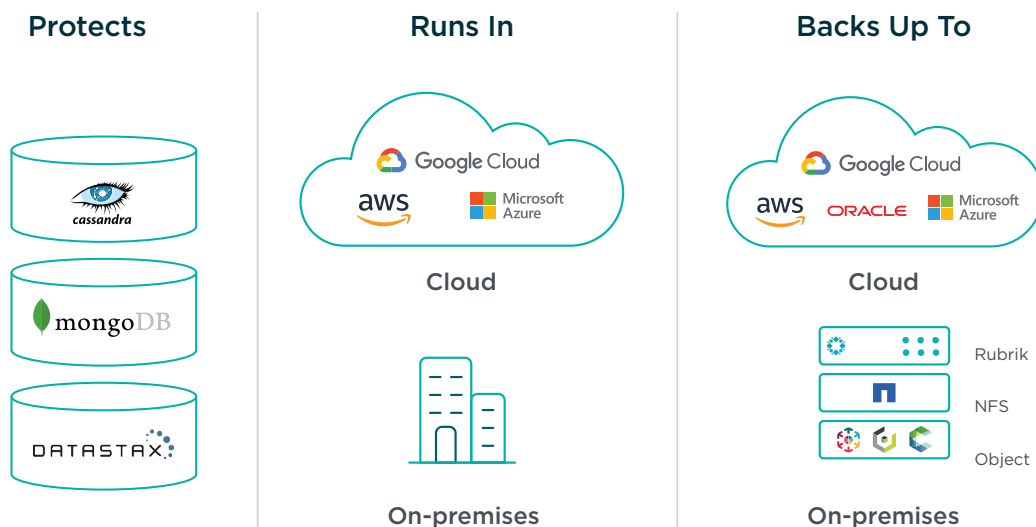 Protects
cassandra
mongoDB
DATASTAX
Runs In
Google Cloud
aws
Microsoft
Azure
Cloud
On-premises
Backs Up To
Google Cloud
aws
ORACLE
Microsoft
Azure
Cloud
Rubrik
NFS
Object
On-premises